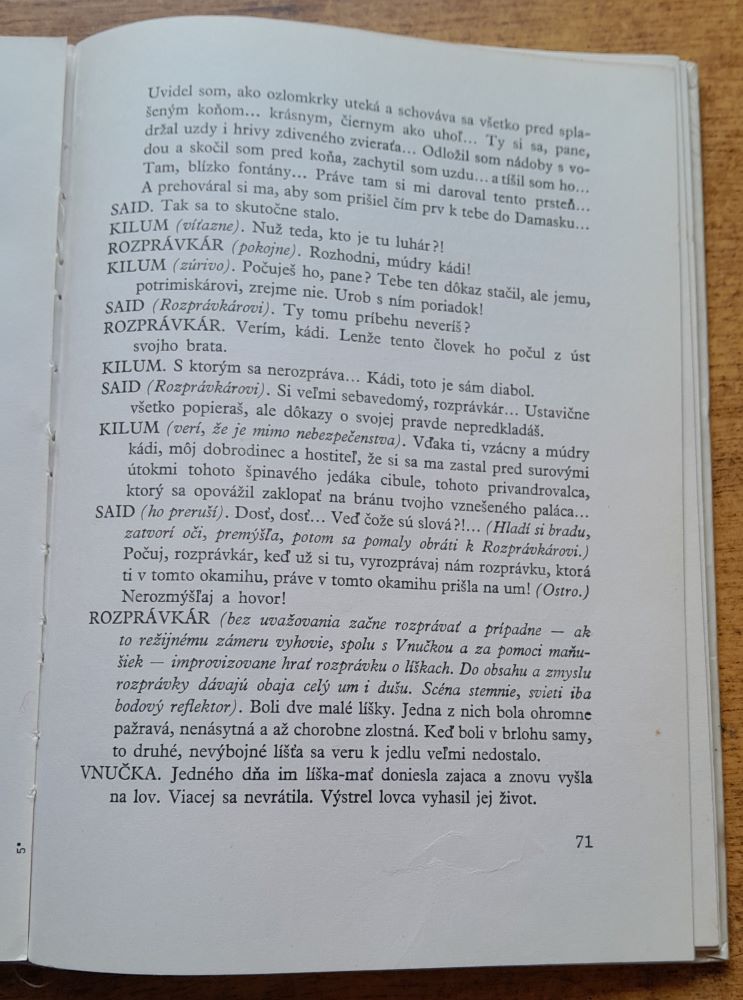 Uvidel som, ako ozlomkrky uteká a schováva sa všetko pred spla-
šeným koňom... krásnym, čiernym ako uhoľ... Ty si sa, pane,
držal uzdy i hrivy zdiveného zvieraťa... Odložil som nádoby s vo-
dou a skočil som pred koňa, zachytil som uzdu... a tíšil som ho...
Tam, blízko fontány... Práve tam si mi daroval tento prsteň...
A prehováral si ma, aby som prišiel čím prv k tebe do Damasku...
SAID. Tak sa to skutočne stalo.
KILUM (víťazne). Nuž teda, kto je tu luhár?!
ROZPRÁVKÁR (pokojne). Rozhodni, múdry kádi!
KILUM (zúrivo). Počuješ ho, pane? Tebe ten dôkaz stačil, ale jemu,
potrimiskárovi, zrejme nie. Urob s ním poriadok!
SAID (Rozprávkárovi). Ty tomu príbehu neveríš?
ROZPRÁVKÁR. Verím, kádi. Lenže tento človek ho počul z úst
svojho brata.
KILUM. S ktorým sa nerozpráva... Kádi, toto je sám diabol.
SAID (Rozprávkárovi). Si veľmi sebavedomý, rozprávkár... Ustavične
všetko popieraš, ale dôkazy o svojej pravde nepredkladáš.
KILUM (verí, že je mimo nebezpečenstva). Vďaka ti, vzácny a múdry
kádi, môj dobrodinec a hostiteľ, že si sa ma zastal pred surovými
útokmi tohoto špinavého jedáka cibule, tohoto privandrovalca,
ktorý sa opovážil zaklopať na bránu tvojho vznešeného paláca...
SAID (ho preruší). Dosť, dosť... Veď čože sú slová?!... (Hladí si bradu,
zatvorí oči, premýšľa, potom sa pomaly obráti k Rozprávkárovi.)
Počuj, rozprávkár, keď už si tu, vyrozprávaj nám rozprávku, ktorá
ti v tomto okamihu, práve v tomto okamihu prišla na um! (Ostro.)
Nerozmýšľaj a hovor!
ROZPRÁVKÁR (bez uvažovania začne rozprávať a prípadne — ak
to režijnému zámeru vyhovie, spolu s Vnučkou a za pomoci maňu-
šiek — improvizovane hrať rozprávku o líškach. Do obsahu a zmyslu
rozprávky dávajú obaja celý um i dušu. Scéna stemnie, svieti iba
bodový reflektor). Boli dve malé líšky. Jedna z nich bola ohromne
pažravá, nenásytná a až chorobne zlostná. Keď boli v brlohu samy,
to druhé, nevýbojné líšťa sa veru k jedlu veľmi nedostalo.
VNUČKA. Jedného dňa im líška-mať doniesla zajaca a znovu vyšla
na lov. Viacej sa nevrátila. Výstrel lovca vyhasil jej život.
71
5*